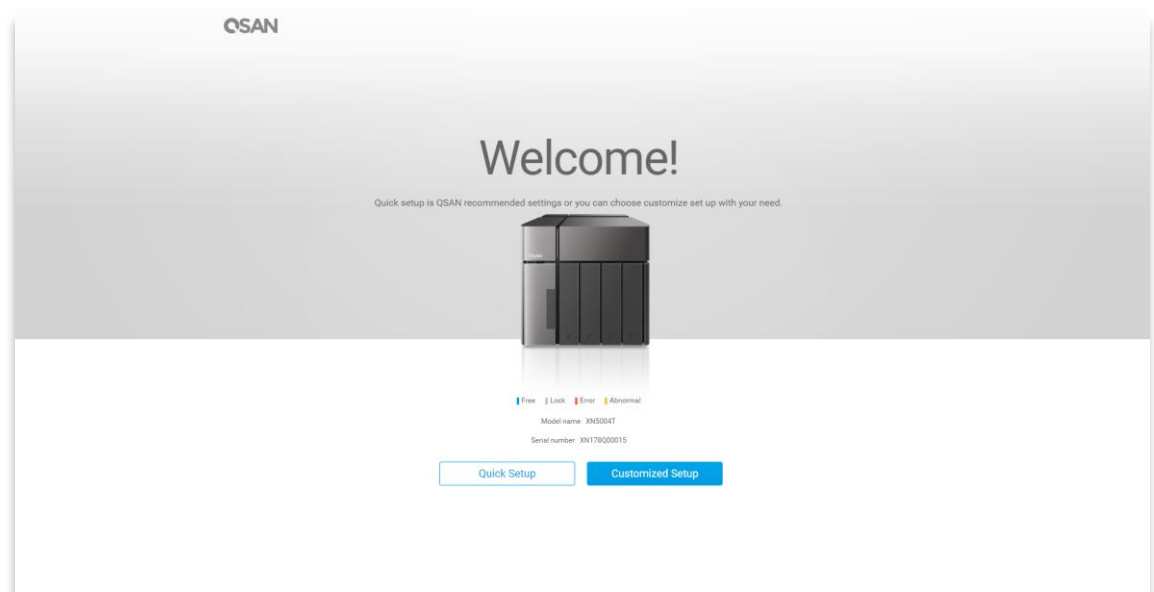 QSAN
Welcome!
Quick setup is QSAN recommended settings or you can choose customize set up with your need.
QSAN
Free Lock Error Abnormal
Model name XN5004T
Serial number XN178Q00015
Quick Setup Customized Setup